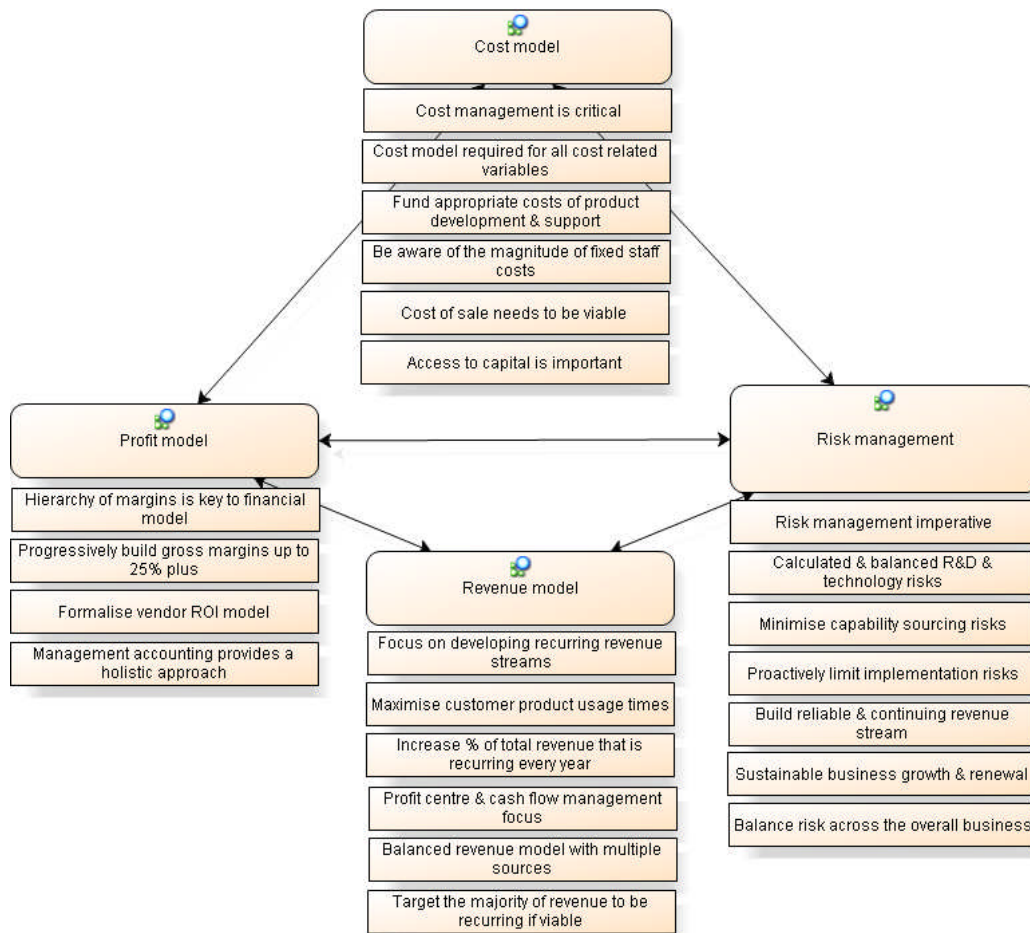 Cost model
Cost management is critical
Cost model required for all cost related
variables
Fund appropriate costs of product
development & support
Be aware of the magnitude of fixed staff
costs
Cost of sale needs to be viable
Access to capital is important
Profit model
Hierarchy of margins is key to financial
model
Progressively build gross margins up to
25% plus
Formalise vendor ROI model
Management accounting provides a
holistic approach
Revenue model
Focus on developing recurring revenue
streams
Maximise customer product usage times
Increase % of total revenue that is
recurring every year
Profit centre & cash flow management
focus
Balanced revenue model with multiple
sources
Target the majority of revenue to be
recurring if viable
Risk management
Risk management imperative
Calculated & balanced R&D &
technology risks
Minimise capability sourcing risks
Proactively limit implementation risks
Build reliable & continuing revenue
stream
Sustainable business growth & renewal
Balance risk across the overall business